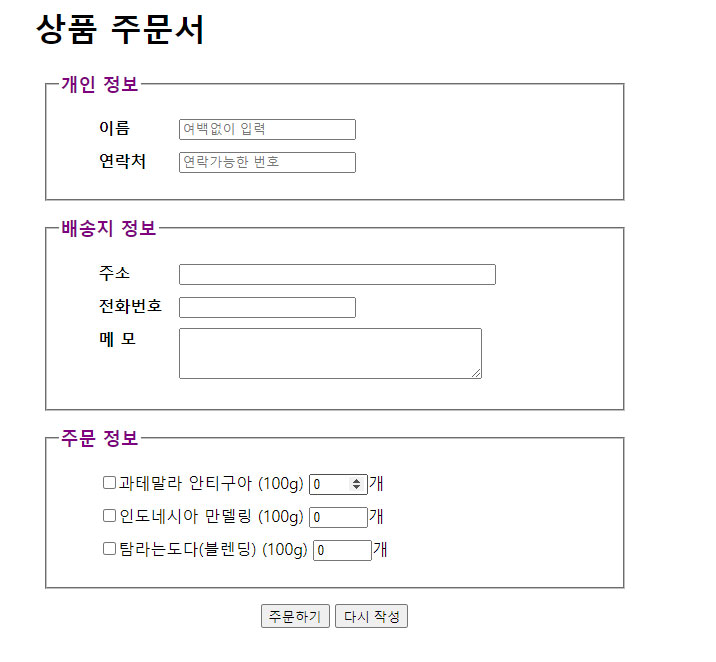 상품 주문서
개인 정보
이름 여백없이 입력
연락처 연락가능한 번호
배송지 정보
주소
전화번호
메 모
주문 정보
과테말라 안티구아 (100g) 0 개
인도네시아 만델링 (100g) 0 개
탐라는도다(블렌딩) (100g) 0 개
주문하기 다시 작성